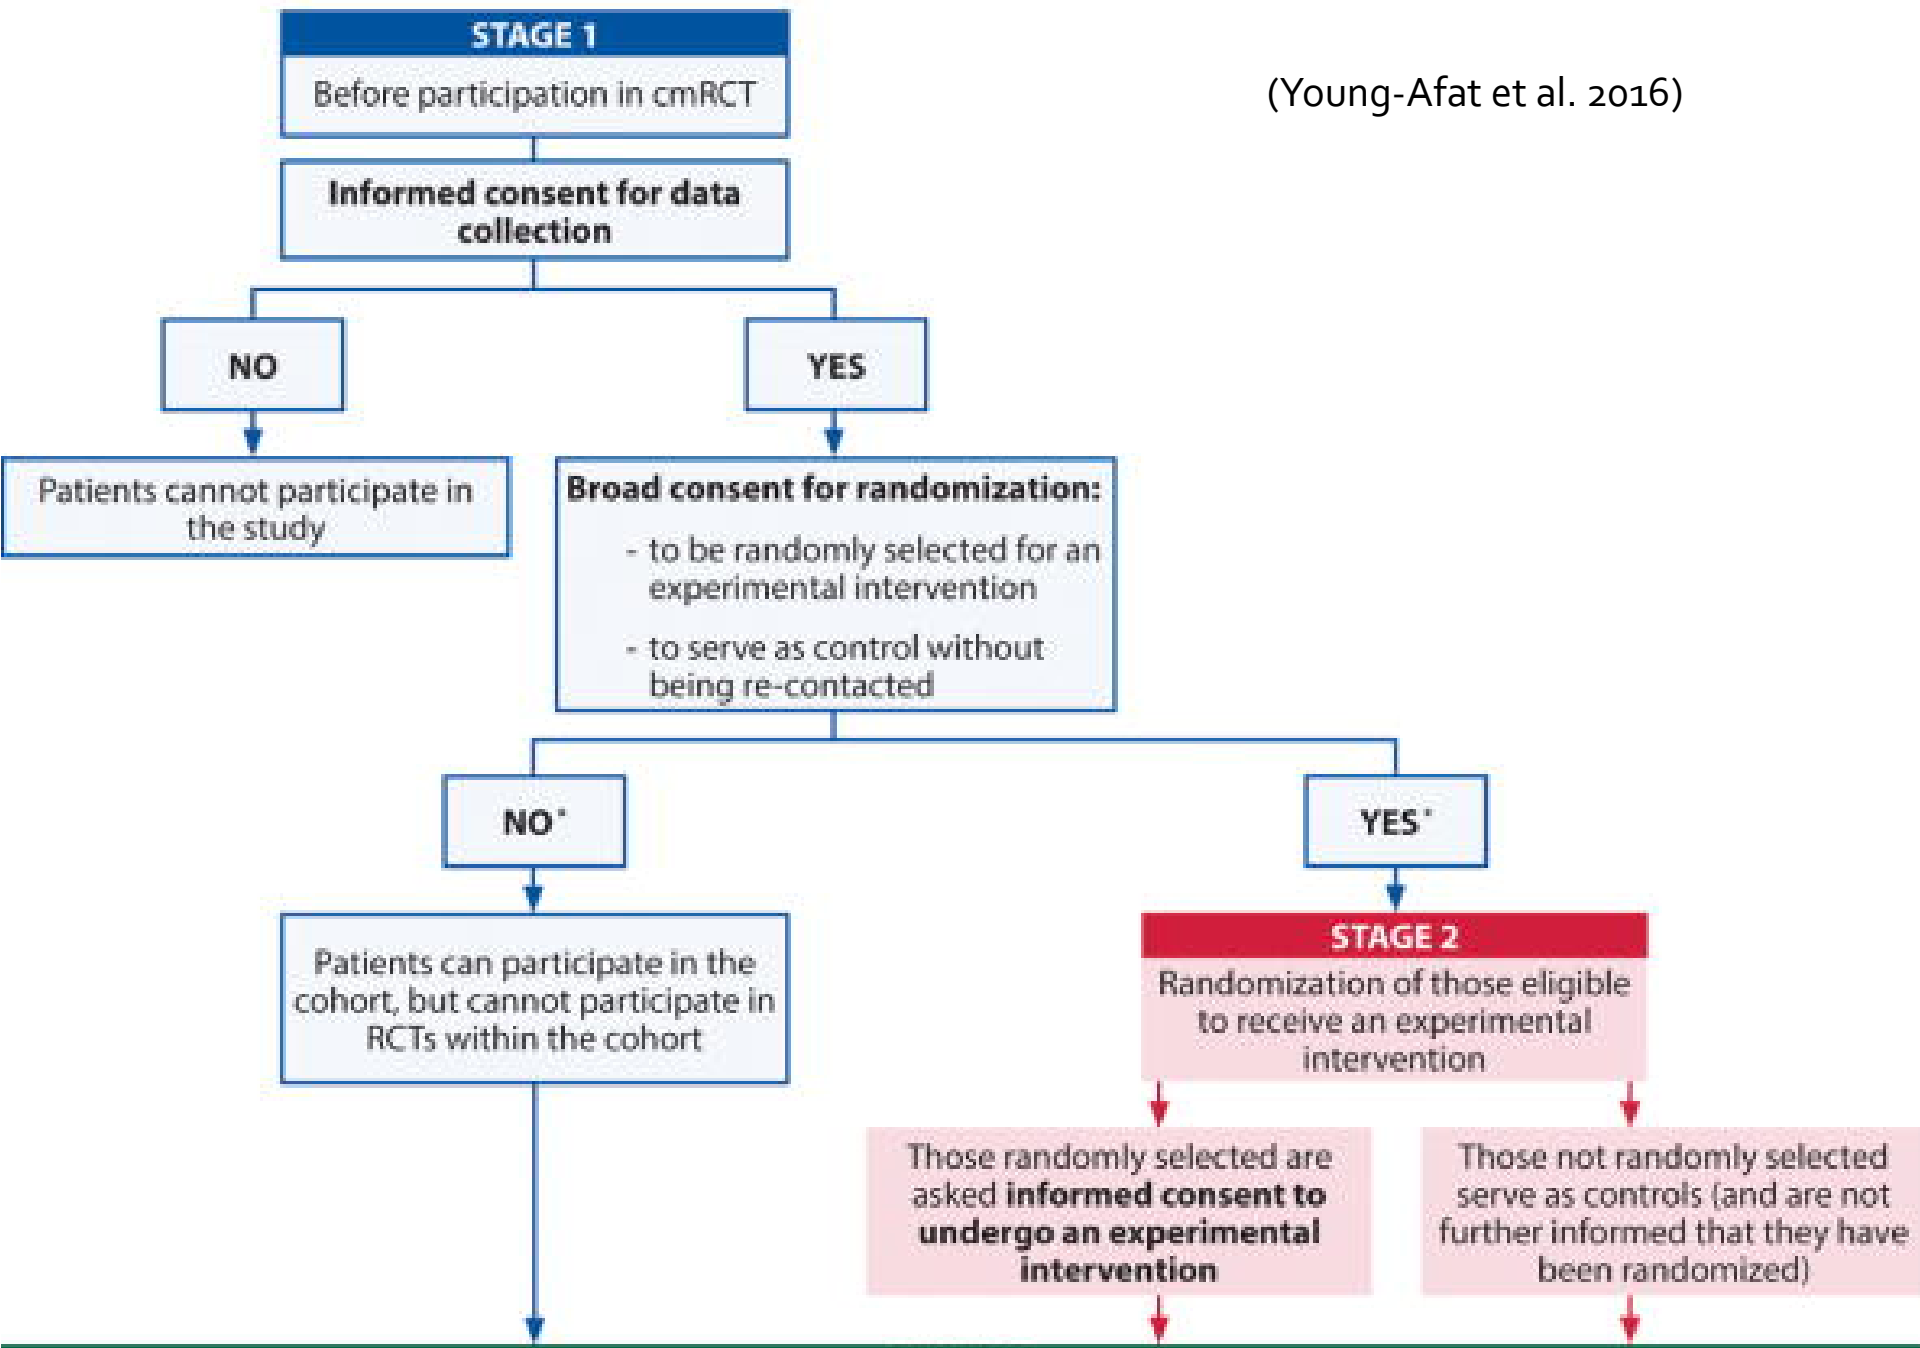 STAGE 1
Before participation in cmRCT
(Young-Afat et al. 2016)
Informed consent for data
collection
NO
YES
Patients cannot participate in
the study
Broad consent for randomization:
- to be randomly selected for an
experimental intervention
- to serve as control without
being re-contacted
NO*
YES*
Patients can participate in the
cohort, but cannot participate in
RCTs within the cohort
STAGE 2
Randomization of those eligible
to receive an experimental
intervention
Those randomly selected are
asked informed consent to
undergo an experimental
intervention
Those not randomly selected
serve as controls (and are not
further informed that they have
been randomized)